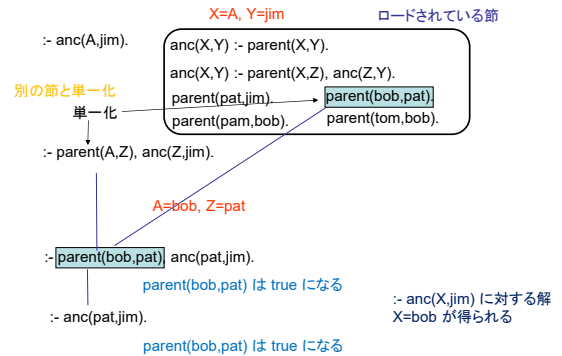 X=A, Y=jim
ロードされている節
:- anc(A,jim).
anc(X,Y) :- parent(X,Y).
anc(X,Y) :- parent(X,Z), anc(Z,Y).
別の節と単一化
parent(pat,jim).
parent(bob,pat).
単一化
parent(pam,bob).
parent(tom,bob).
:- parent(A,Z), anc(Z,jim).
A=bob, Z=pat
:- parent(bob,pat), anc(pat,jim).
parent(bob,pat) は true になる
:- anc(X,jim) に対する解
X=bob が得られる
:- anc(pat,jim).
parent(bob,pat) は true になる